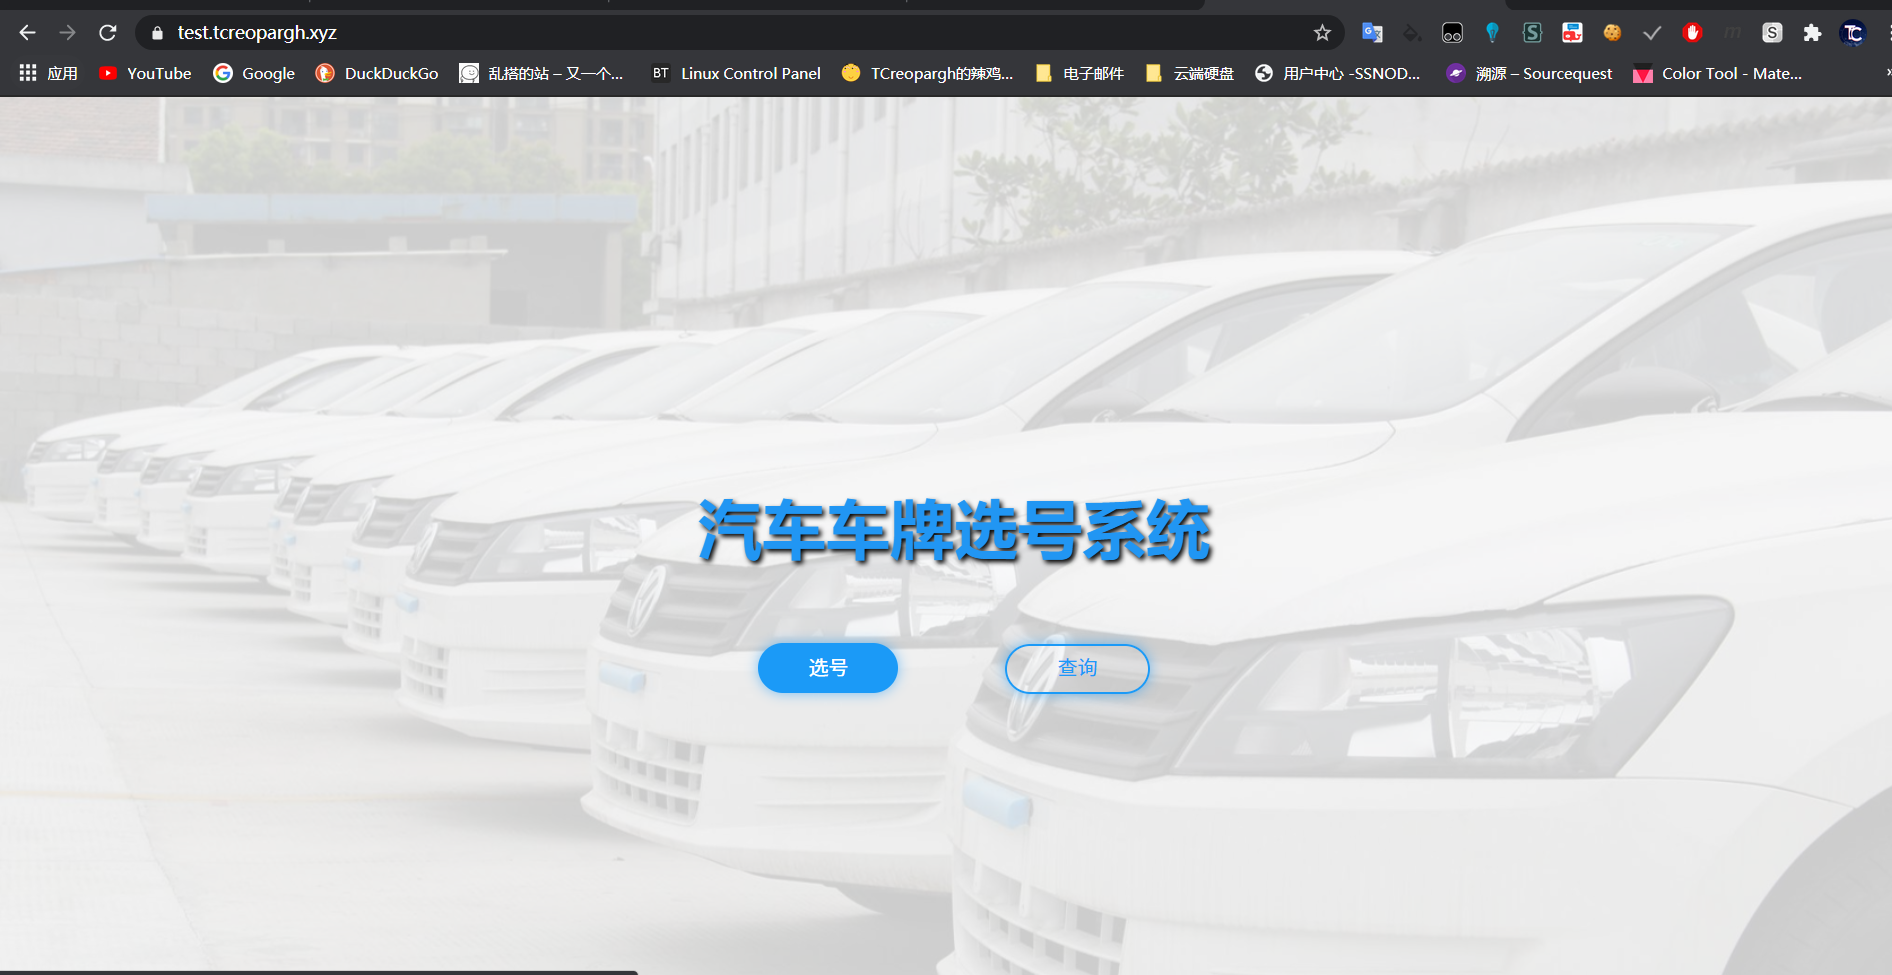 test.tcreopargh.xyz
应用 YouTube Google DuckDuckGo 乱搭的站 – 又一个... BT Linux Control Panel TCreopargh的辣鸡... 电子邮件 云端硬盘 用户中心 -SSNOD... 溯源 – Sourcequest Color Tool - Mate... »
汽车车牌选号系统
选号 查询